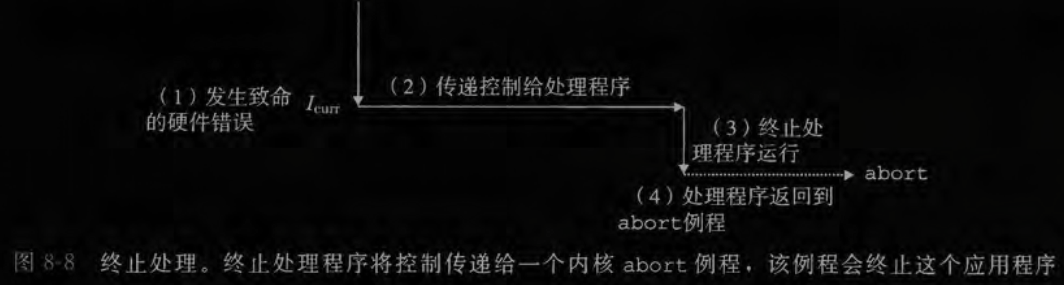 （1）发生致命
的硬件错误
Icurr
（2）传递控制给处理程序
（3）终止处
理程序运行
abort
（4）处理程序返回到
abort例程
图 8-8 终止处理。终止处理程序将控制传递给一个内核 abort 例程，该例程会终止这个应用程序